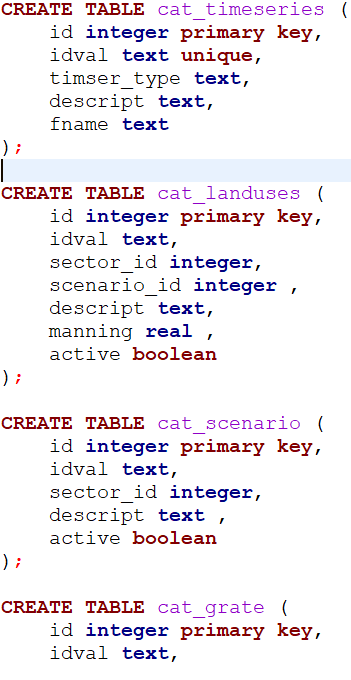 CREATE TABLE cat_timeseries (
    id integer primary key,
    idval text unique,
    timser_type text,
    descript text,
    fname text
);

CREATE TABLE cat_landuses (
    id integer primary key,
    idval text,
    sector_id integer,
    scenario_id integer ,
    descript text,
    manning real ,
    active boolean
);

CREATE TABLE cat_scenario (
    id integer primary key,
    idval text,
    sector_id integer,
    descript text ,
    active boolean
);

CREATE TABLE cat_grate (
    id integer primary key,
    idval text,